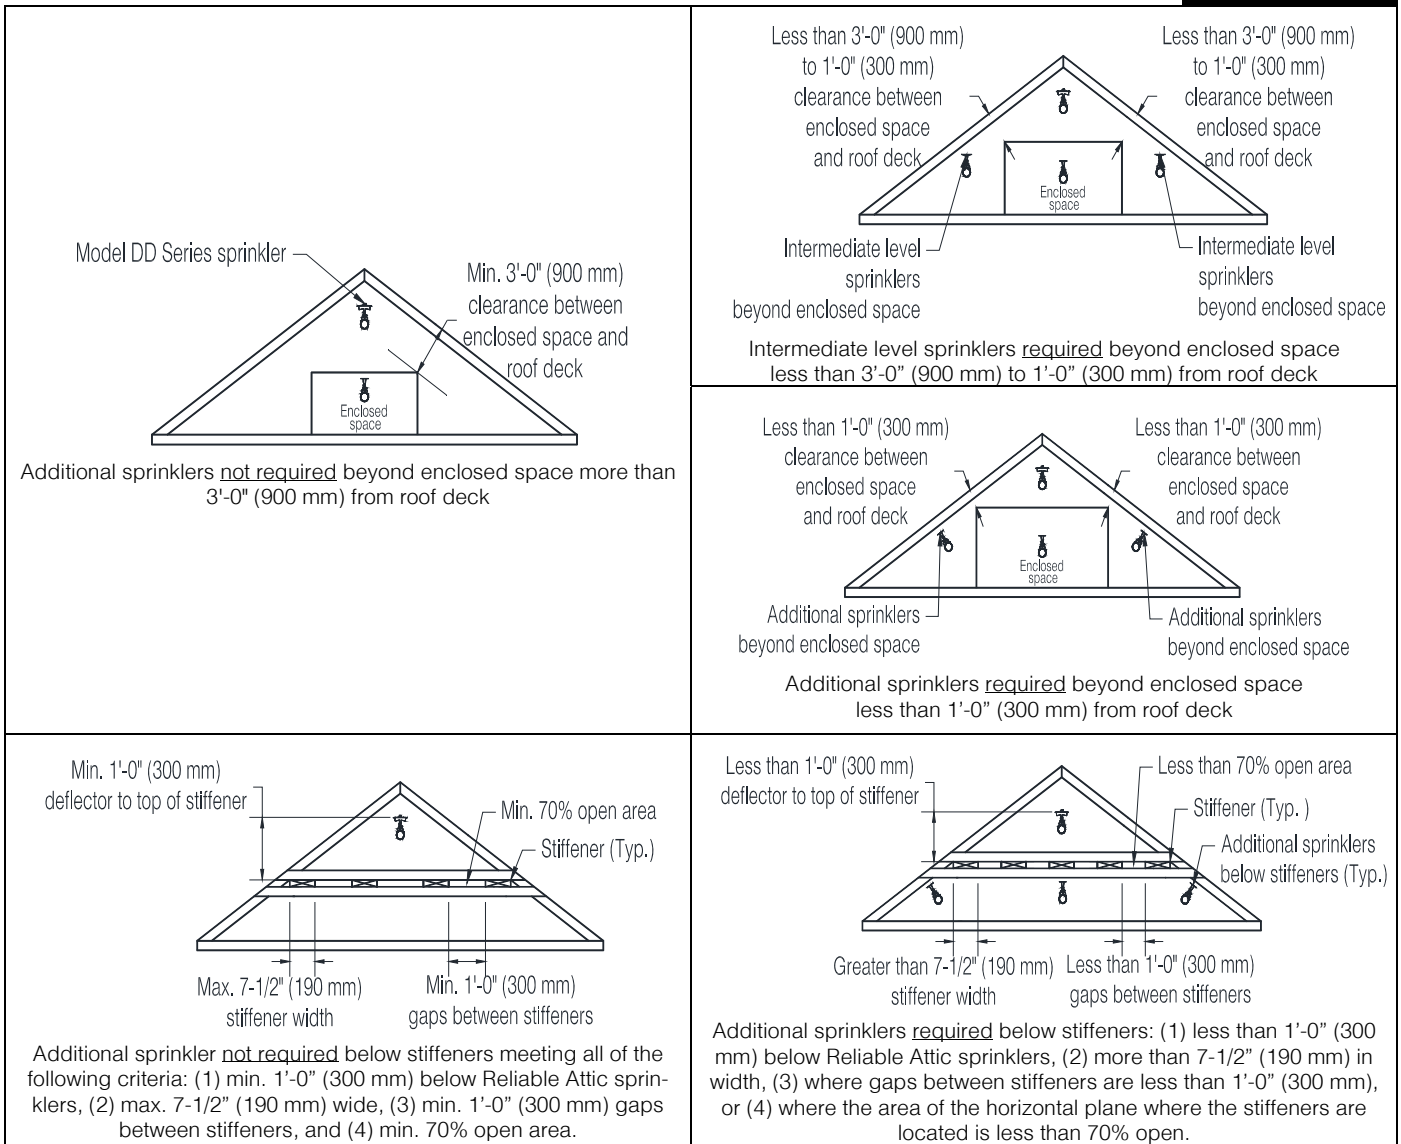 Model DD Series sprinkler
Min. 3'-0" (900 mm)
clearance between
enclosed space and
roof deck
Enclosed
space
Additional sprinklers not required beyond enclosed space more than
3'-0" (900 mm) from roof deck
Less than 3'-0" (900 mm)
to 1'-0" (300 mm)
clearance between
enclosed space
and roof deck
Less than 3'-0" (900 mm)
to 1'-0" (300 mm)
clearance between
enclosed space
and roof deck
Enclosed
space
Intermediate level
sprinklers
beyond enclosed space
Intermediate level
sprinklers
beyond enclosed space
Intermediate level sprinklers required beyond enclosed space
less than 3'-0” (900 mm) to 1'-0” (300 mm) from roof deck
Less than 1'-0" (300 mm)
clearance between
enclosed space
and roof deck
Less than 1'-0" (300 mm)
clearance between
enclosed space
and roof deck
Enclosed
space
Additional sprinklers
beyond enclosed space
Additional sprinklers
beyond enclosed space
Additional sprinklers required beyond enclosed space
less than 1’-0” (300 mm) from roof deck
Min. 1'-0" (300 mm)
deflector to top of stiffener
Min. 70% open area
Stiffener (Typ.)
Max. 7-1/2" (190 mm)
stiffener width
Min. 1'-0" (300 mm)
gaps between stiffeners
Additional sprinkler not required below stiffeners meeting all of the
following criteria: (1) min. 1’-0” (300 mm) below Reliable Attic sprin-
klers, (2) max. 7-1/2” (190 mm) wide, (3) min. 1’-0” (300 mm) gaps
between stiffeners, and (4) min. 70% open area.
Less than 1'-0" (300 mm)
deflector to top of stiffener
Less than 70% open area
Stiffener (Typ. )
Additional sprinklers
below stiffeners (Typ.)
Greater than 7-1/2" (190 mm)
stiffener width
Less than 1'-0" (300 mm)
gaps between stiffeners
Additional sprinklers required below stiffeners: (1) less than 1’-0” (300
mm) below Reliable Attic sprinklers, (2) more than 7-1/2” (190 mm) in
width, (3) where gaps between stiffeners are less than 1’-0” (300 mm),
or (4) where the area of the horizontal plane where the stiffeners are
located is less than 70% open.